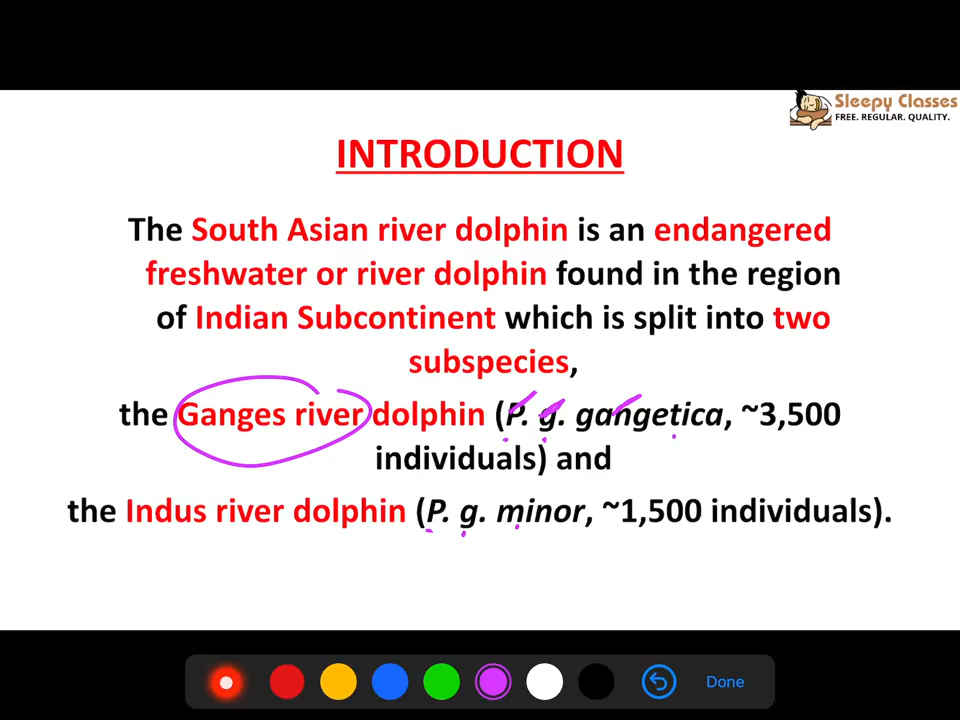 Sleepy Classes
FREE. REGULAR. QUALITY.
INTRODUCTION
The South Asian river dolphin is an endangered
freshwater or river dolphin found in the region
of Indian Subcontinent which is split into two
subspecies,
the Ganges river dolphin (P. g. gangetica, ~3,500
individuals) and
the Indus river dolphin (P. g. minor, ~1,500 individuals).
Done